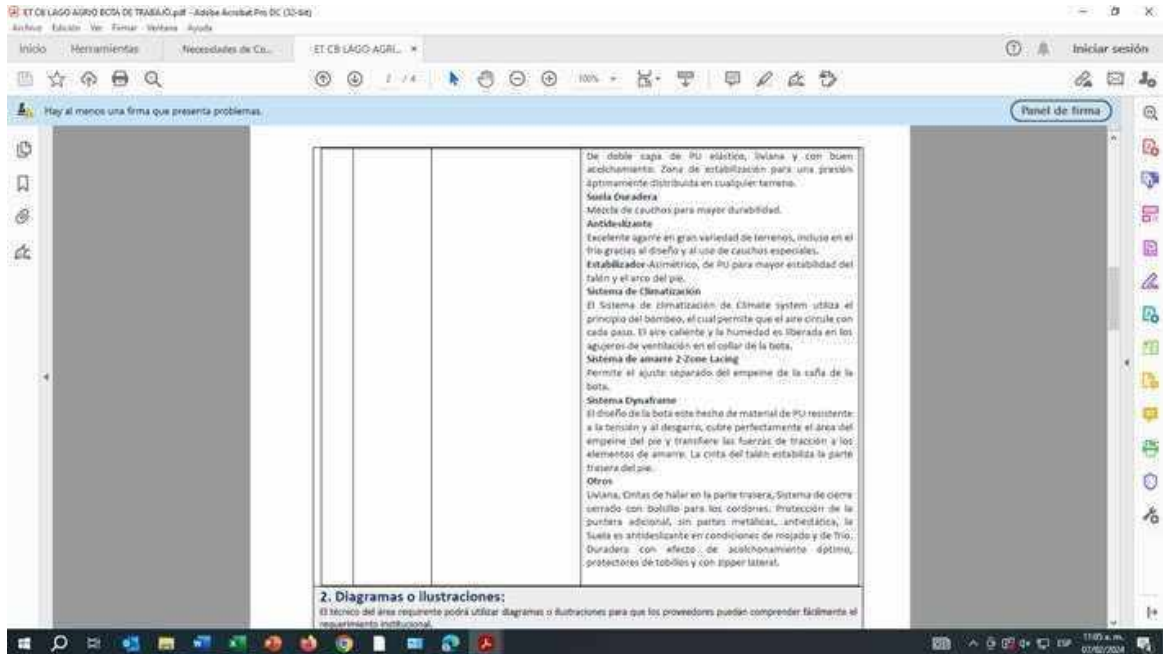 ET CB LAGO AGRIO BOTA DE TRABAJO.pdf - Adobe Acrobat Pro DC (32-bit)
Archivo Edición Ver Firmar Ventana Ayuda
Inicio Herramientas Necesidades de Co... ET CB LAGO AGRI... × Iniciar sesión
2 / 4 100%
Hay al menos una firma que presenta problemas. Panel de firma
De doble capa de PU elástico, liviana y con buen
acolchamiento. Zona de estabilización para una presión
óptimamente distribuida en cualquier terreno.
Suela Duradera
Mezcla de cauchos para mayor durabilidad.
Antideslizante
Excelente agarre en gran variedad de terrenos, incluso en el
frio gracias al diseño y al uso de cauchos especiales.
Estabilizador-Asimétrico, de PU para mayor estabilidad del
talón y el arco del pie.
Sistema de Climatización
El Sistema de climatización de Climate system utiliza el
principio del bombeo, el cual permite que el aire circule con
cada paso. El aire caliente y la humedad es liberada en los
agujeros de ventilación en el collar de la bota.
Sistema de amarre 2-Zone Lacing
Permite el ajuste separado del empeine de la caña de la
bota.
Sistema Dynaframe
El diseño de la bota este hecho de material de PU resistente
a la tensión y al desgarro, cubre perfectamente el área del
empeine del pie y transfiere las fuerzas de tracción a los
elementos de amarre. La cinta del talón estabiliza la parte
trasera del pie.
Otros
Liviana, Cintas de halar en la parte trasera, Sistema de cierre
cerrado con bolsillo para los cordones. Protección de la
puntera adicional, sin partes metálicas, antiestática, la
Suela es antideslizante en condiciones de mojado y de frio.
Duradera con efecto de acolchonamiento óptimo,
protectores de tobillos y con zipper lateral.
2. Diagramas o ilustraciones:
El técnico del área requirente podrá utilizar diagramas o ilustraciones para que los proveedores puedan comprender fácilmente el
requerimiento institucional.
ESP 11:05 a. m.
07/02/2024